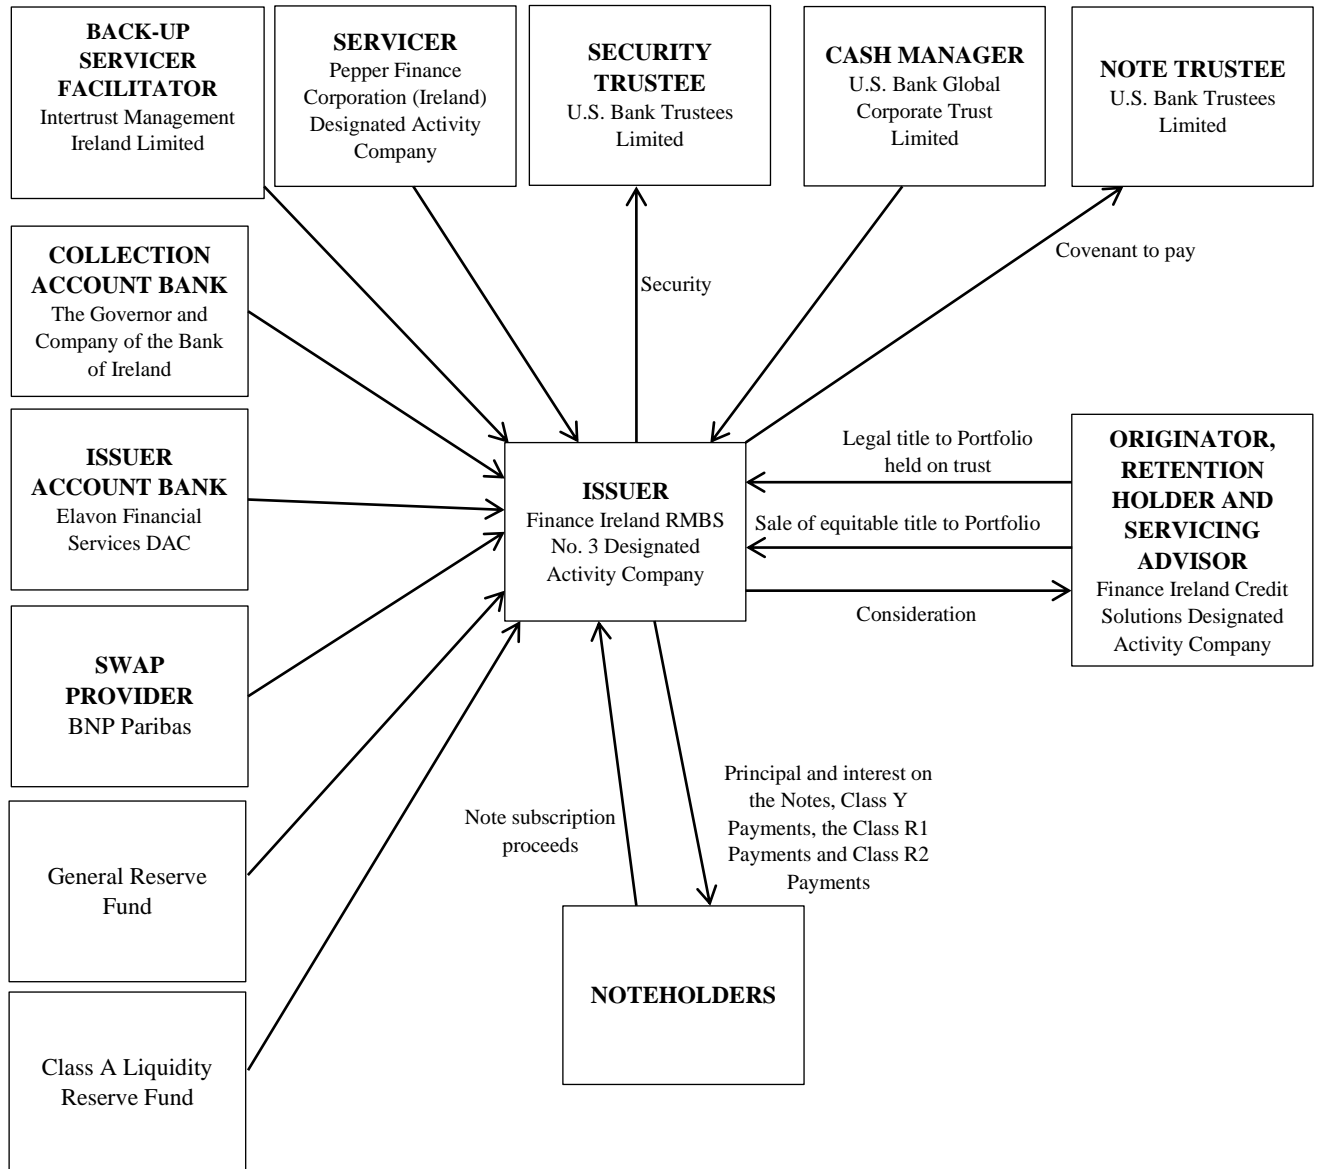 BACK-UP
SERVICER
FACILITATOR
Intertrust Management
Ireland Limited
SERVICER
Pepper Finance
Corporation (Ireland)
Designated Activity
Company
SECURITY
TRUSTEE
U.S. Bank Trustees
Limited
CASH MANAGER
U.S. Bank Global
Corporate Trust
Limited
NOTE TRUSTEE
U.S. Bank Trustees
Limited
COLLECTION
ACCOUNT BANK
The Governor and
Company of the Bank
of Ireland
Security
Covenant to pay
ISSUER
ACCOUNT BANK
Elavon Financial
Services DAC
ISSUER
Finance Ireland RMBS
No. 3 Designated
Activity Company
Legal title to Portfolio
held on trust
Sale of equitable title to Portfolio
Consideration
ORIGINATOR,
RETENTION
HOLDER AND
SERVICING
ADVISOR
Finance Ireland Credit
Solutions Designated
Activity Company
SWAP
PROVIDER
BNP Paribas
Note subscription
proceeds
Principal and interest on
the Notes, Class Y
Payments, the Class R1
Payments and Class R2
Payments
General Reserve
Fund
NOTEHOLDERS
Class A Liquidity
Reserve Fund